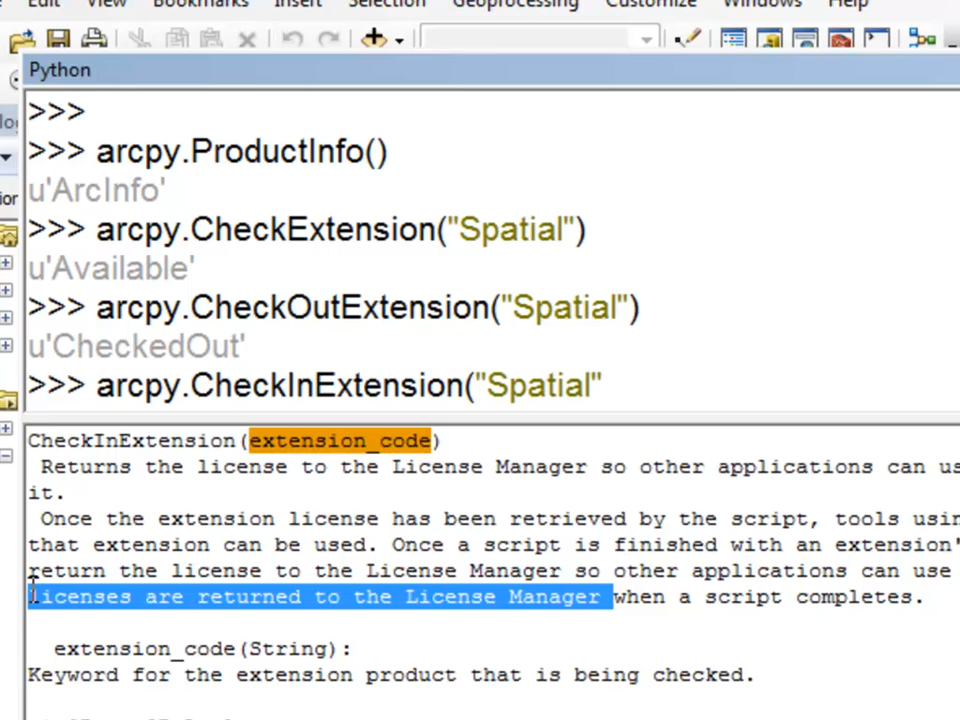 Edit View Bookmarks Insert Selection Geoprocessing Customize Windows Help
Python
>>>
>>> arcpy.ProductInfo()
u'ArcInfo'
>>> arcpy.CheckExtension("Spatial")
u'Available'
>>> arcpy.CheckOutExtension("Spatial")
u'CheckedOut'
>>> arcpy.CheckInExtension("Spatial"
CheckInExtension(extension_code)
Returns the license to the License Manager so other applications can us
it.
Once the extension license has been retrieved by the script, tools usin
that extension can be used. Once a script is finished with an extension'
return the license to the License Manager so other applications can use
licenses are returned to the License Manager when a script completes.
extension_code(String):
Keyword for the extension product that is being checked.